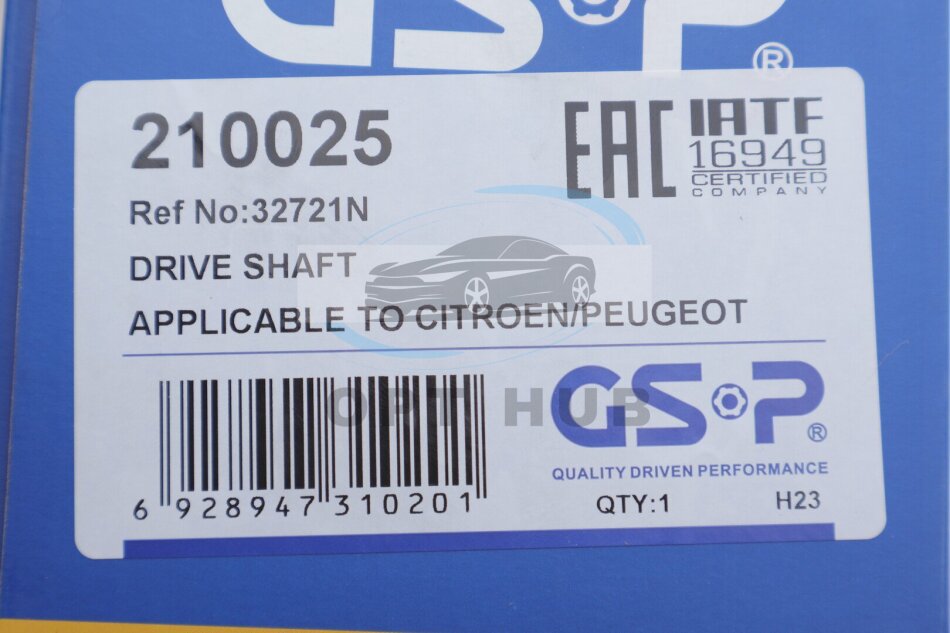 GSP®
210025
EAC
IATF
16949
CERTIFIED
COMPANY
Ref No:32721N
DRIVE SHAFT
APPLICABLE TO CITROEN/PEUGEOT
OPT HUB
GSP®
QUALITY DRIVEN PERFORMANCE
6 928947 310201
QTY:1
H23